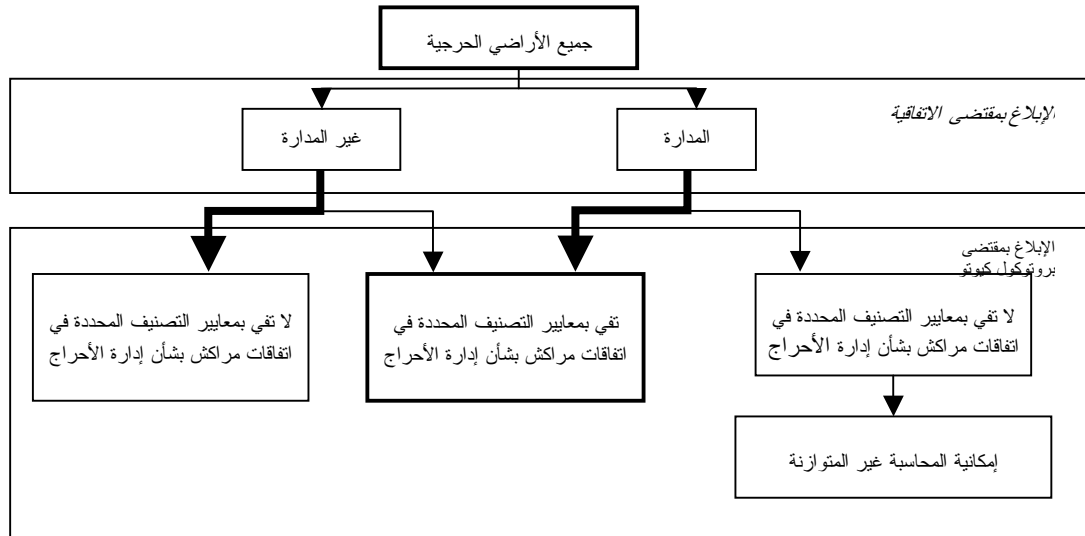 جميع الأراضي الحرجية
الإبلاغ بمقتضى الاتفاقية
المدارة
غير المدارة
الإبلاغ بمقتضى
بروتوكول كيوتو
لا تفي بمعايير التصنيف المحددة في
اتفاقات مراكش بشأن إدارة الأحراج
تفي بمعايير التصنيف المحددة في
اتفاقات مراكش بشأن إدارة الأحراج
لا تفي بمعايير التصنيف المحددة في
اتفاقات مراكش بشأن إدارة الأحراج
إمكانية المحاسبة غير المتوازنة